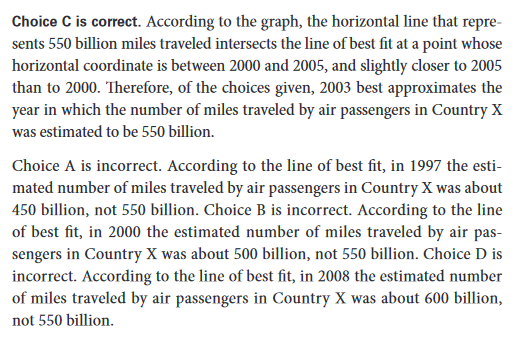 Choice C is correct. According to the graph, the horizontal line that repre-
sents 550 billion miles traveled intersects the line of best fit at a point whose
horizontal coordinate is between 2000 and 2005, and slightly closer to 2005
than to 2000. Therefore, of the choices given, 2003 best approximates the
year in which the number of miles traveled by air passengers in Country X
was estimated to be 550 billion.
Choice A is incorrect. According to the line of best fit, in 1997 the esti-
mated number of miles traveled by air passengers in Country X was about
450 billion, not 550 billion. Choice B is incorrect. According to the line
of best fit, in 2000 the estimated number of miles traveled by air pas-
sengers in Country X was about 500 billion, not 550 billion. Choice D is
incorrect. According to the line of best fit, in 2008 the estimated number
of miles traveled by air passengers in Country X was about 600 billion,
not 550 billion.